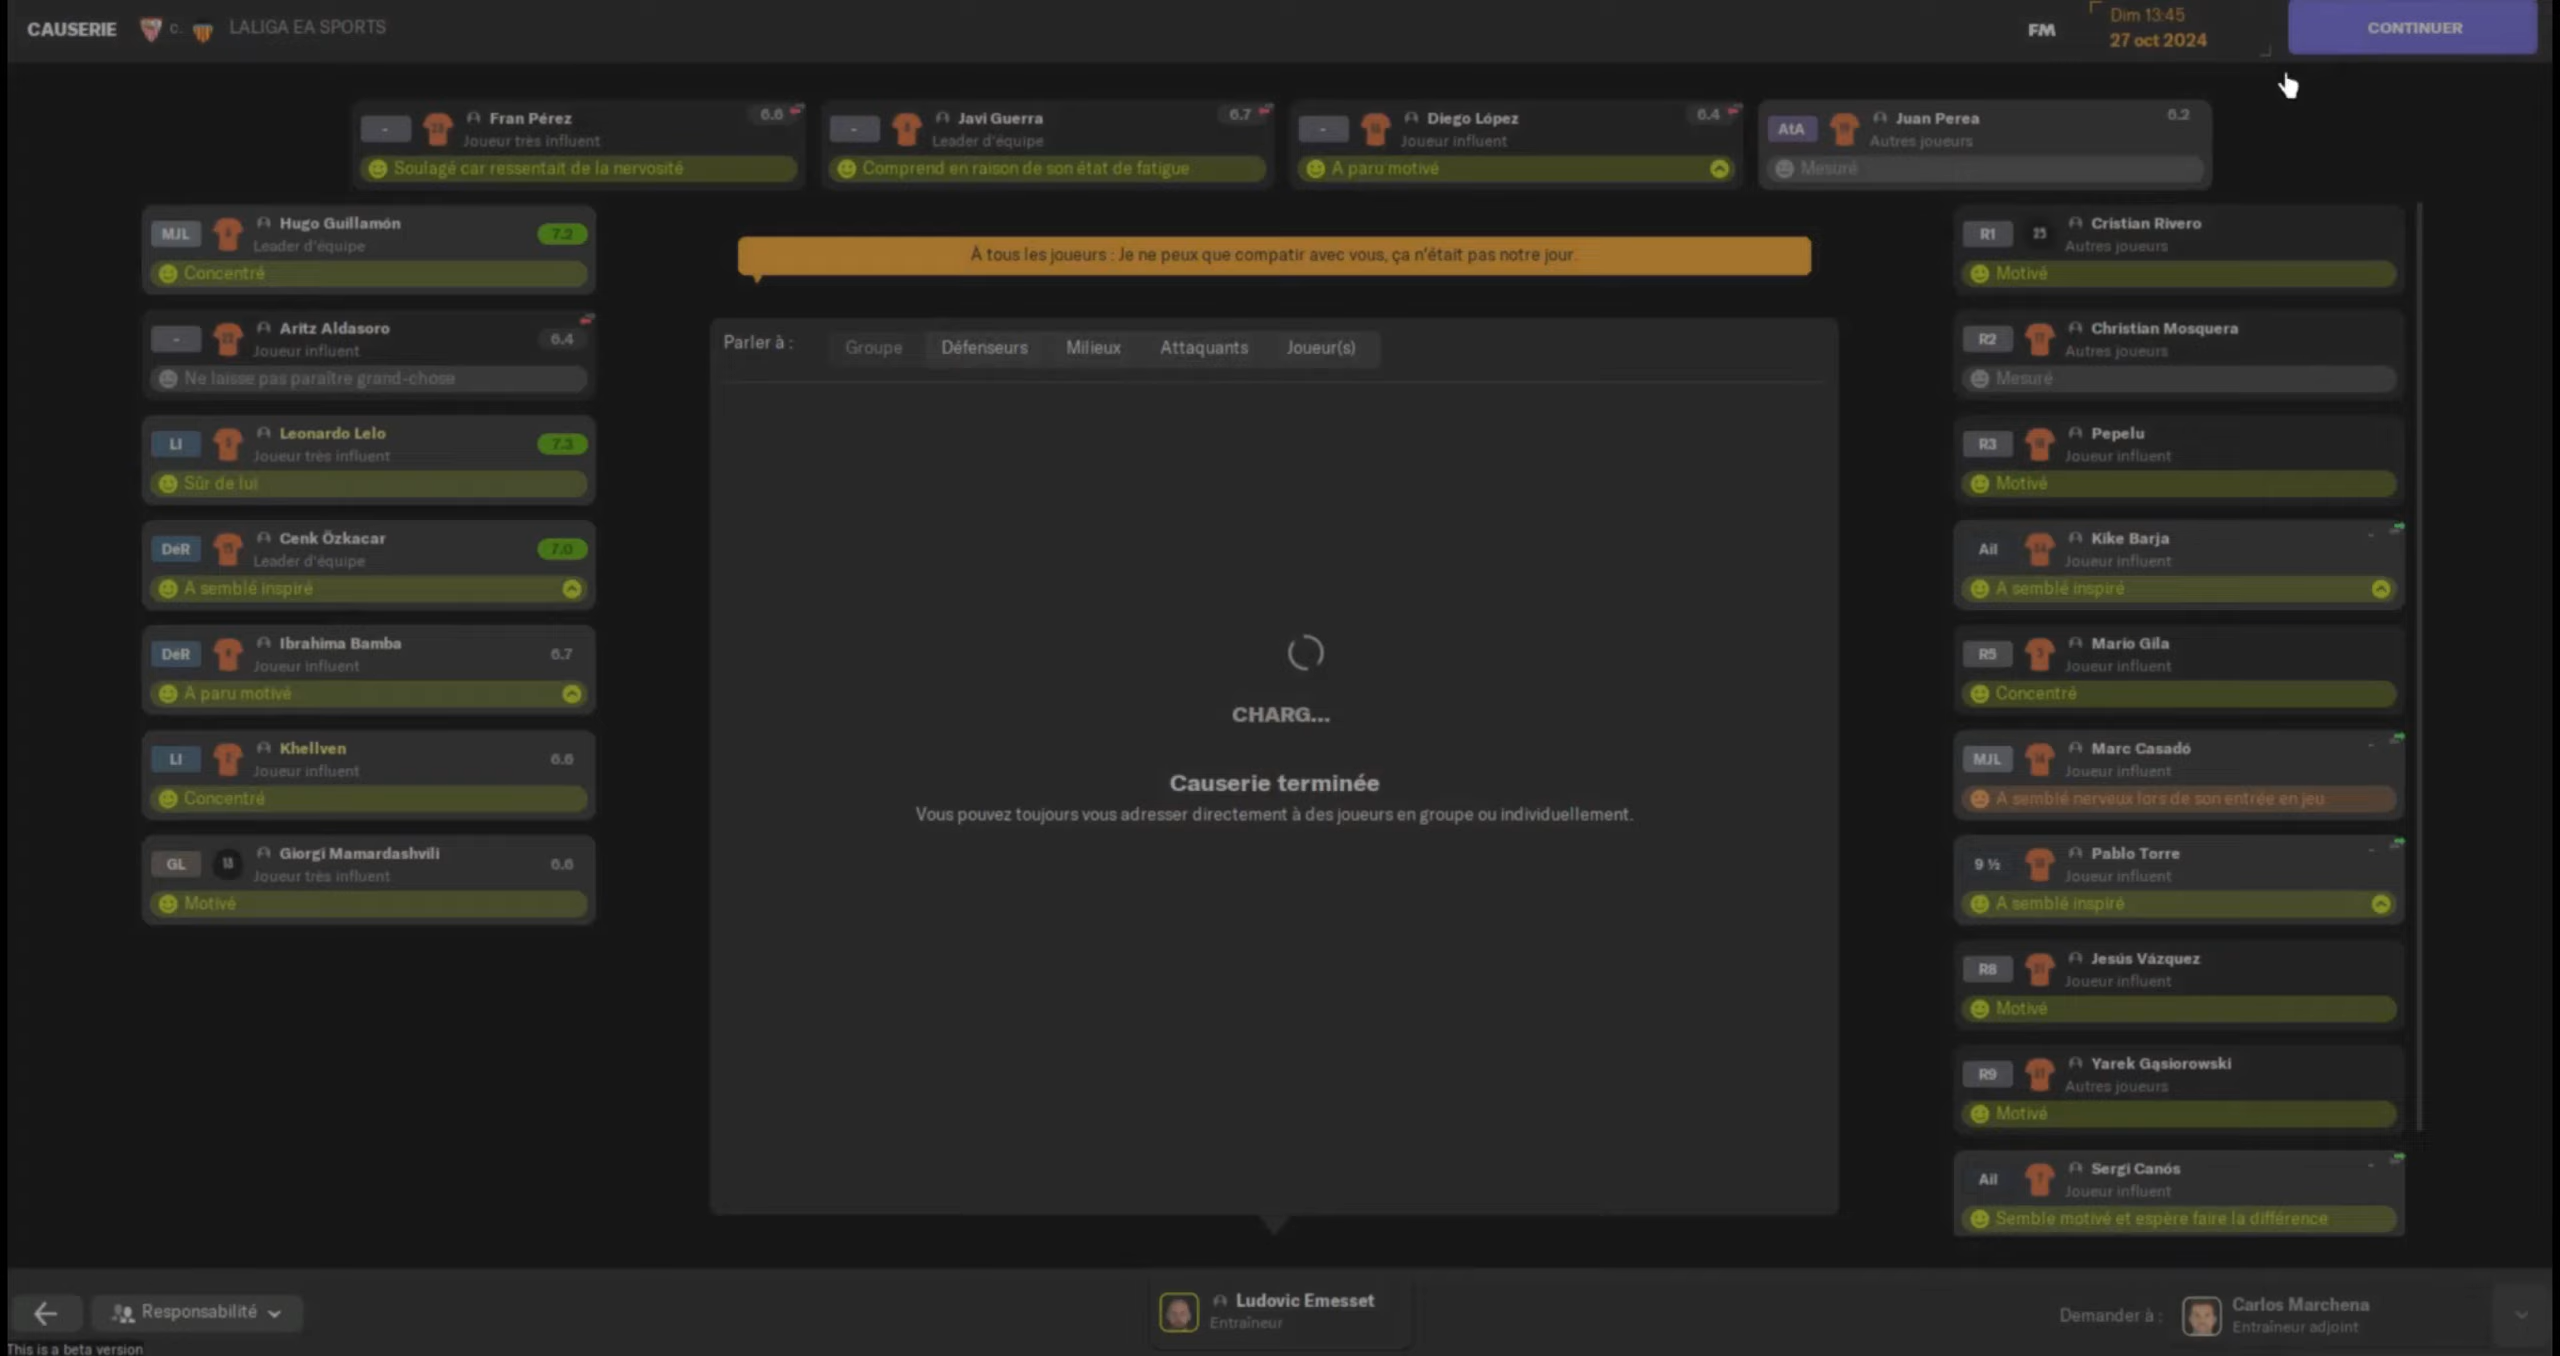 CAUSERIE c. LALIGA EA SPORTS
FM
Dim 13:45
27 oct 2024
CONTINUER
- Fran Pérez 6.6
Joueur très influent
Soulagé car ressentait de la nervosité
- Javi Guerra 6.7
Leader d'équipe
Comprend en raison de son état de fatigue
- Diego López 6.4
Joueur influent
A paru motivé
AtA Juan Perea 6.2
Autres joueurs
Mesuré
MJL Hugo Guillamón 7.2
Leader d'équipe
Concentré
- Aritz Aldasoro 6.4
Joueur influent
Ne laisse pas paraître grand-chose
LI Leonardo Lelo 7.3
Joueur très influent
Sûr de lui
DéR Cenk Özkacar 7.0
Leader d'équipe
A semblé inspiré
DéR Ibrahima Bamba 6.7
Joueur influent
A paru motivé
LI Khellven 6.6
Joueur influent
Concentré
GL 13 Giorgi Mamardashvili 6.6
Joueur très influent
Motivé
À tous les joueurs : Je ne peux que compatir avec vous, ça n'était pas notre jour.
Parler à : Groupe Défenseurs Milieux Attaquants Joueur(s)
CHARG...
Causerie terminée
Vous pouvez toujours vous adresser directement à des joueurs en groupe ou individuellement.
R1 25 Cristian Rivero
Autres joueurs
Motivé
R2 Christian Mosquera
Autres joueurs
Mesuré
R3 Pepelu
Joueur influent
Motivé
Ail Kike Barja -
Joueur influent
A semblé inspiré
R5 Mario Gila
Joueur influent
Concentré
MJL Marc Casadó -
Joueur influent
A semblé nerveux lors de son entrée en jeu.
9 ½ Pablo Torre -
Joueur influent
A semblé inspiré
R8 Jesús Vázquez
Joueur influent
Motivé
R9 Yarek Gąsiorowski
Autres joueurs
Motivé
Ail Sergi Canós -
Joueur influent
Semble motivé et espère faire la différence
Responsabilité
Ludovic Emesset
Entraîneur
Demander à : Carlos Marchena
Entraîneur adjoint
This is a beta version